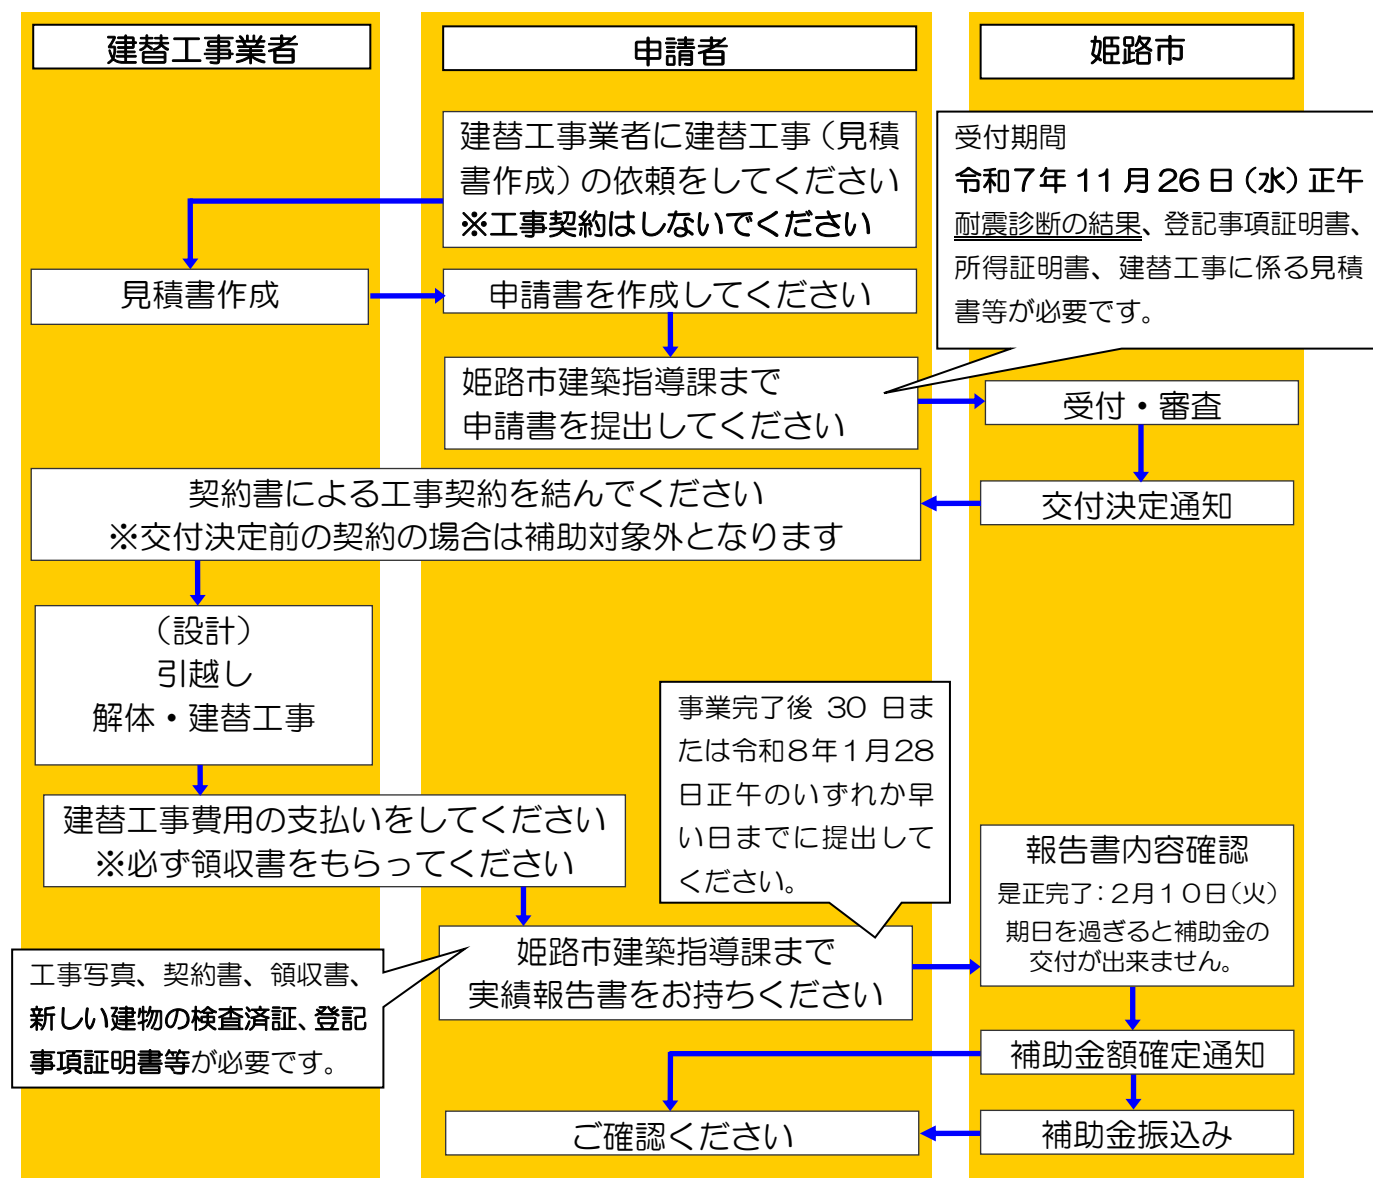 建替工事業者
申請者
姫路市
建替工事業者に建替工事（見積
書作成）の依頼をしてください
※工事契約はしないでください
受付期間
令和７年 11 月 26 日（水）正午
耐震診断の結果、登記事項証明書、
所得証明書、建替工事に係る見積
書等が必要です。
見積書作成
申請書を作成してください
姫路市建築指導課まで
申請書を提出してください
受付・審査
契約書による工事契約を結んでください
※交付決定前の契約の場合は補助対象外となります
交付決定通知
（設計）
引越し
解体・建替工事
事業完了後 30 日ま
たは令和８年１月28
日正午のいずれか早
い日までに提出して
ください。
建替工事費用の支払いをしてください
※必ず領収書をもらってください
報告書内容確認
是正完了：２月１０日（火）
期日を過ぎると補助金の
交付が出来ません。
姫路市建築指導課まで
実績報告書をお持ちください
工事写真、契約書、領収書、
新しい建物の検査済証、登記
事項証明書等が必要です。
補助金額確定通知
ご確認ください
補助金振込み